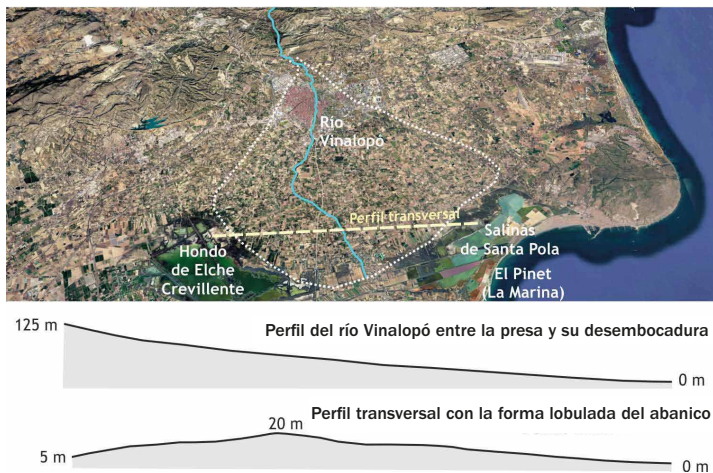 Río
Vinalopó
Perfil transversal
Hondo
de Elche
Crevillente
Salinas
de Santa Pola
El Pinet
(La Marina)
125 m
Perfil del río Vinalopó entre la presa y su desembocadura
0 m
Perfil transversal con la forma lobulada del abanico
20 m
5 m
0 m